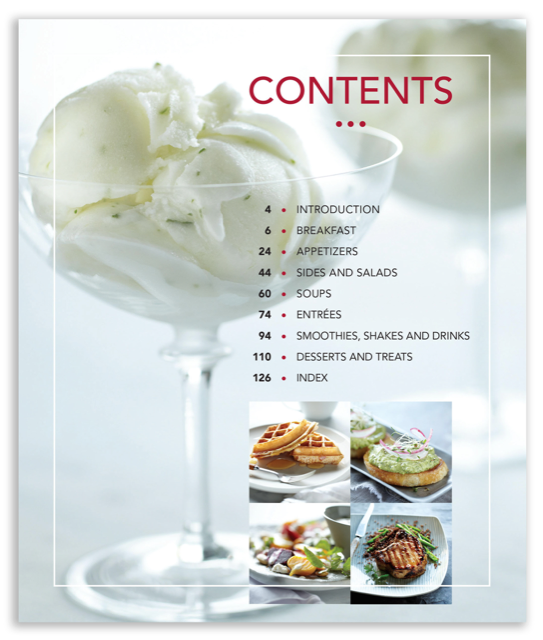 CONTENTS
4 • INTRODUCTION
6 • BREAKFAST
24 • APPETIZERS
44 • SIDES AND SALADS
60 • SOUPS
74 • ENTRÉES
94 • SMOOTHIES, SHAKES AND DRINKS
110 • DESSERTS AND TREATS
126 • INDEX